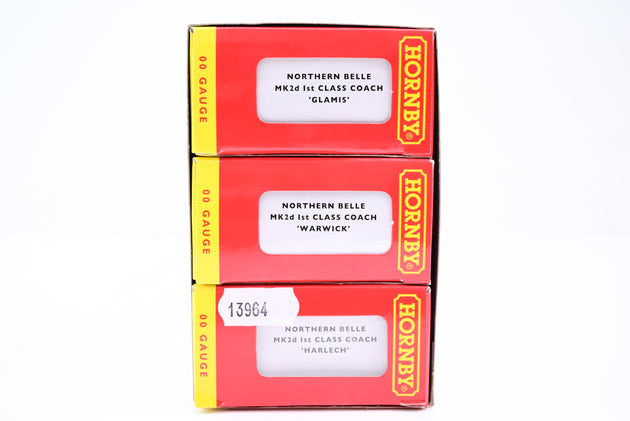 00 GAUGE
NORTHERN BELLE
MK2d 1st CLASS COACH
'GLAMIS'
HORNBY®
00 GAUGE
NORTHERN BELLE
MK2d 1st CLASS COACH
'WARWICK'
HORNBY®
13964
00 GAUGE
NORTHERN BELLE
MK2d 1st CLASS COACH
'HARLECH'
HORNBY®